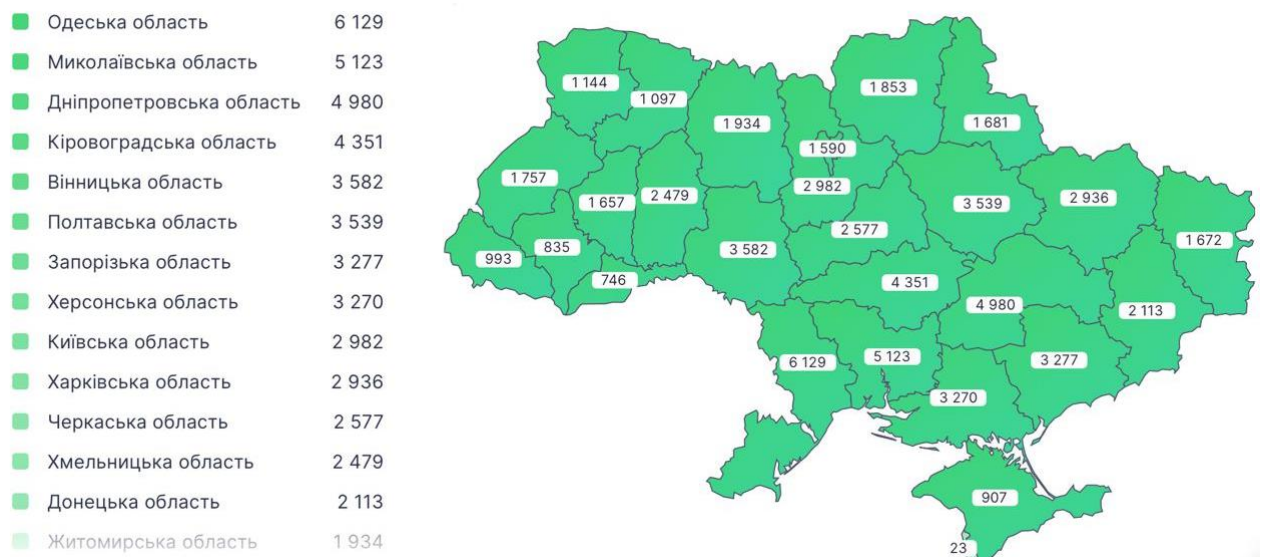 Одеська область 6 129
Миколаївська область 5 123
Дніпропетровська область 4 980
Кіровоградська область 4 351
Вінницька область 3 582
Полтавська область 3 539
Запорізька область 3 277
Херсонська область 3 270
Київська область 2 982
Харківська область 2 936
Черкаська область 2 577
Хмельницька область 2 479
Донецька область 2 113
Житомирська область 1 934
1 144
1 097
1 934
1 853
1 681
1 590
1 757
1 657
2 479
2 982
3 539
2 936
2 577
1 672
993
835
746
3 582
4 351
4 980
2 113
6 129
5 123
3 277
3 270
907
23